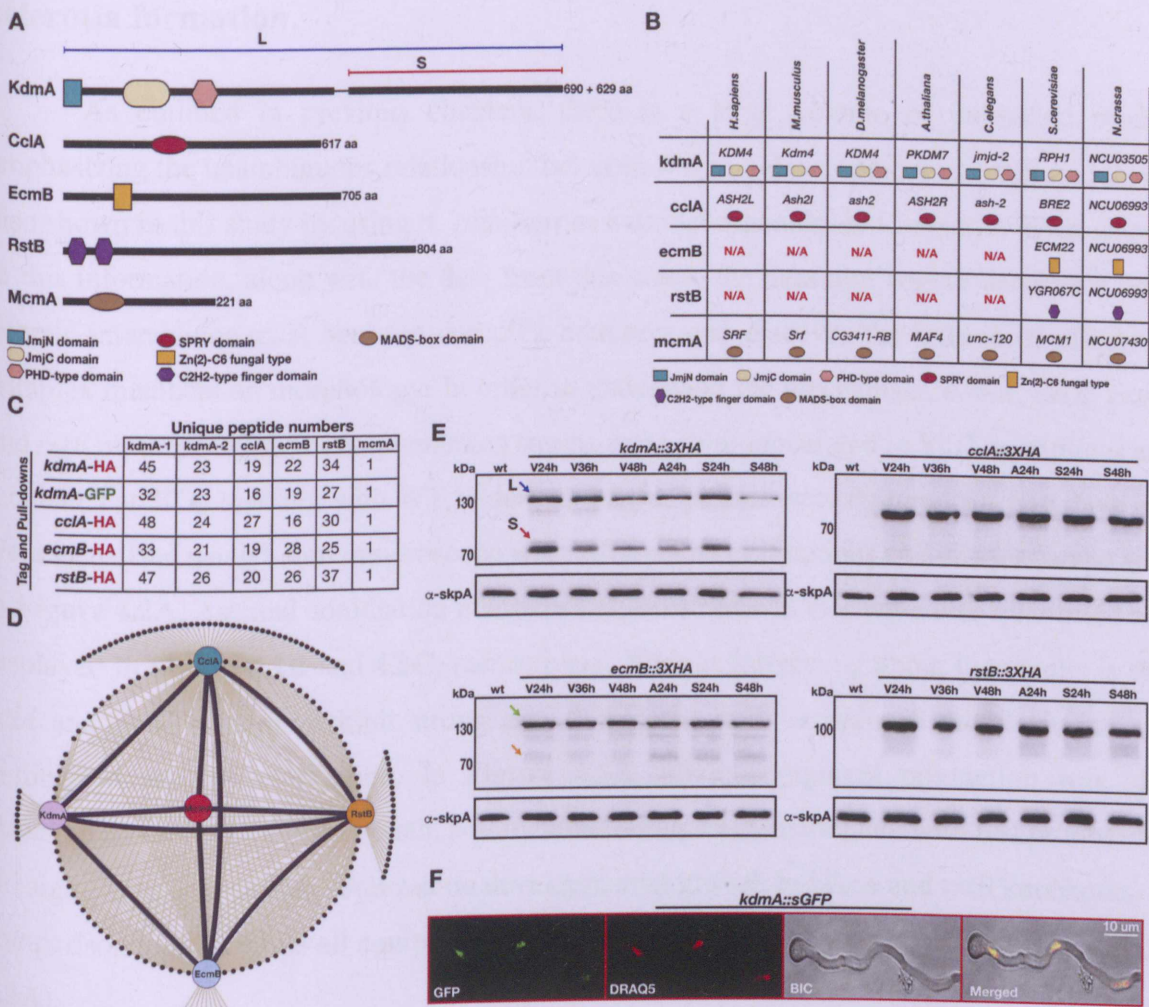 A
L
S
KdmA
690 + 629 aa
CclA
617 aa
EcmB
705 aa
RstB
804 aa
McmA
221 aa
JmjN domain
JmjC domain
PHD-type domain
SPRY domain
Zn(2)-C6 fungal type
C2H2-type finger domain
MADS-box domain
B
H.sapiens M.musculus D.melanogaster A.thaliana C.elegans S.cerevisiae N.crassa
kdmA KDM4 Kdm4 KDM4 PKDM7 jmjd-2 RPH1 NCU03505
cclA ASH2L Ash2l ash2 ASH2R ash-2 BRE2 NCU06993
ecmB N/A N/A N/A N/A N/A ECM22 NCU06993
rstB N/A N/A N/A N/A N/A YGR067C NCU06993
mcmA SRF Srf CG3411-RB MAF4 unc-120 MCM1 NCU07430
JmjN domain JmjC domain PHD-type domain SPRY domain Zn(2)-C6 fungal type
C2H2-type finger domain MADS-box domain
C
Unique peptide numbers
Tag and Pull-downs
kdmA-1 kdmA-2 cclA ecmB rstB mcmA
kdmA-HA 45 23 19 22 34 1
kdmA-GFP 32 23 16 19 27 1
cclA-HA 48 24 27 16 30 1
ecmB-HA 33 21 19 28 25 1
rstB-HA 47 26 20 26 37 1
D
CclA
KdmA
RstB
EcmB
E
kdmA::3XHA
kDa wt V24h V36h V48h A24h S24h S48h
L
130
S
70
α-skpA
cclA::3XHA
kDa wt V24h V36h V48h A24h S24h S48h
70
α-skpA
ecmB::3XHA
kDa wt V24h V36h V48h A24h S24h S48h
130
70
α-skpA
rstB::3XHA
kDa wt V24h V36h V48h A24h S24h S48h
100
α-skpA
F
kdmA::sGFP
10 um
GFP
DRAQ5
BIC
Merged